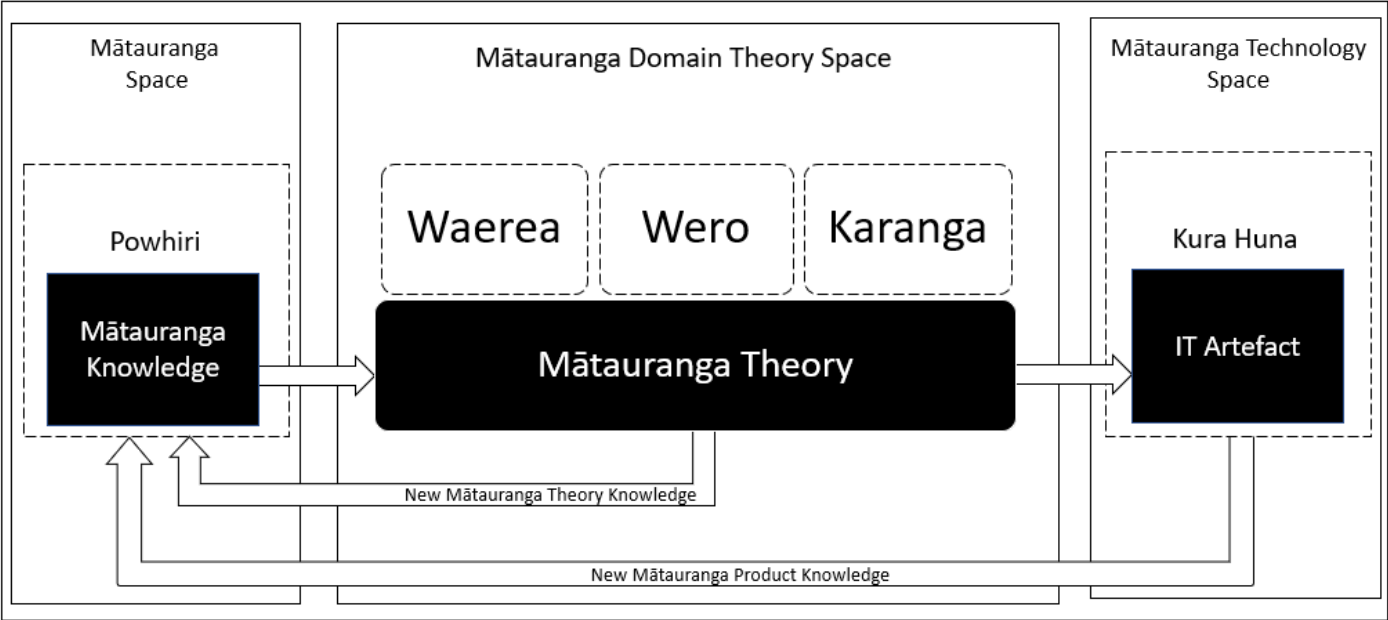 Mātauranga
Space
Mātauranga Domain Theory Space
Mātauranga Technology
Space
Powhiri
Mātauranga
Knowledge
Waerea
Wero
Karanga
Mātauranga Theory
Kura Huna
IT Artefact
New Mātauranga Theory Knowledge
New Mātauranga Product Knowledge